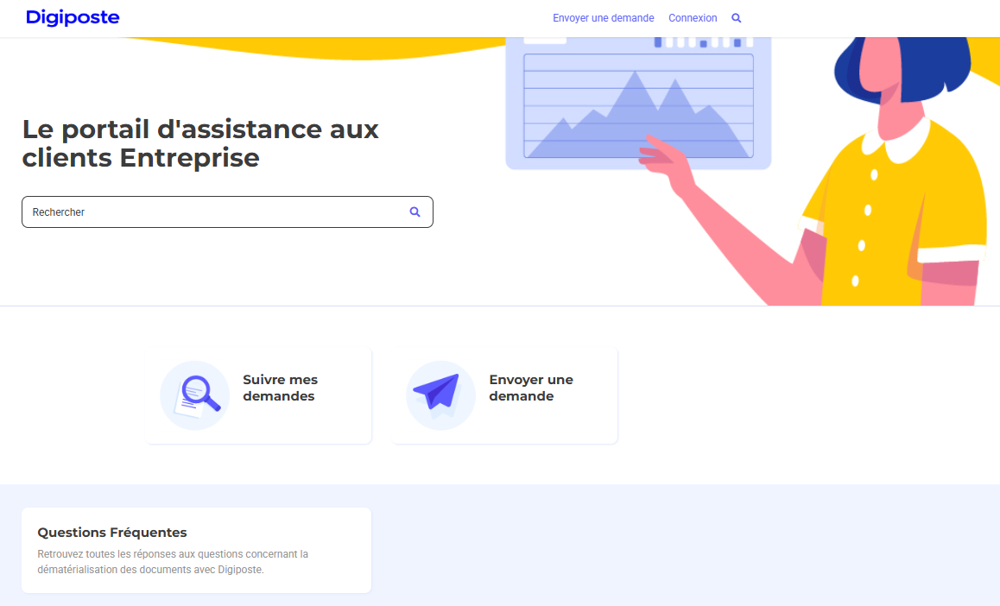 Digiposte
Envoyer une demande Connexion
Le portail d'assistance aux
clients Entreprise
Rechercher
Suivre mes
demandes
Envoyer une
demande
Questions Fréquentes
Retrouvez toutes les réponses aux questions concernant la
dématérialisation des documents avec Digiposte.